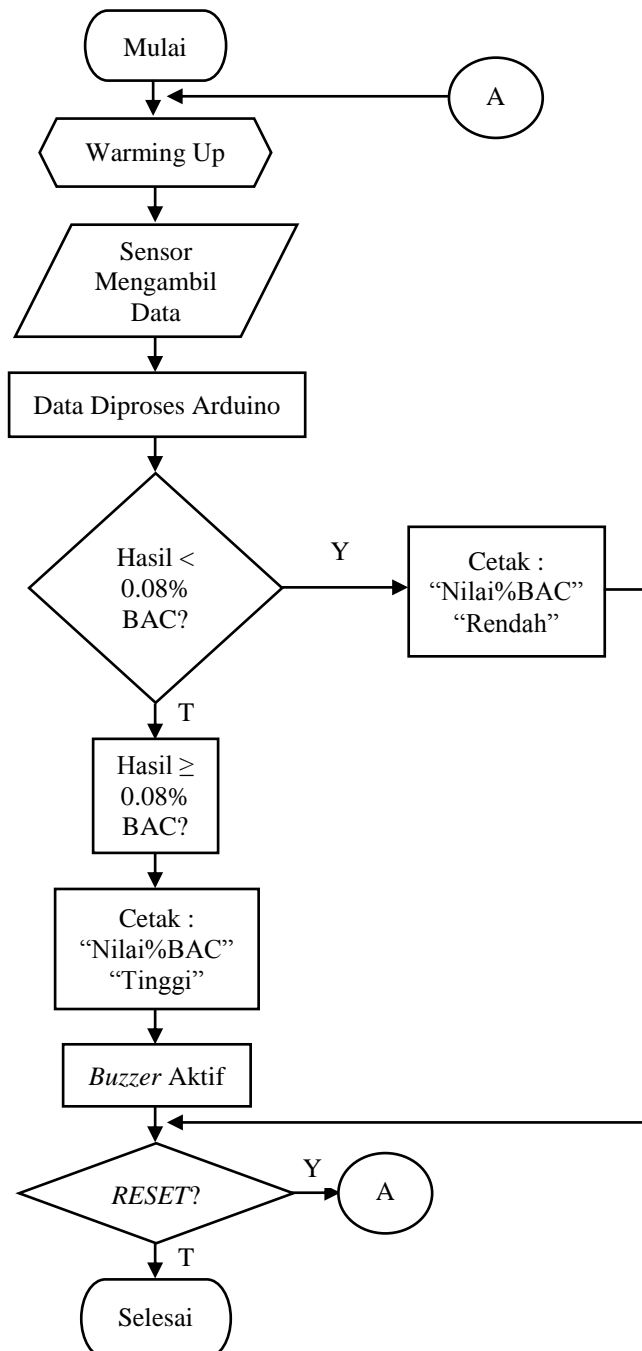 Mulai
A
Warming Up
Sensor
Mengambil
Data
Data Diproses Arduino
Hasil <
0.08%
BAC?
Y
Cetak :
“Nilai%BAC”
“Rendah”
T
Hasil ≥
0.08%
BAC?
Cetak :
“Nilai%BAC”
“Tinggi”
Buzzer Aktif
RESET?
Y
A
T
Selesai